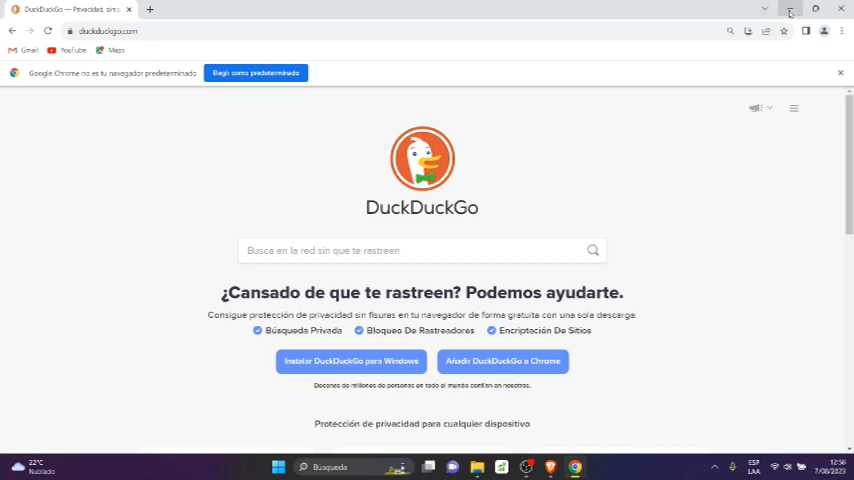 DuckDuckGo — Privacidad, sim p
duckduckgo.com
Gmail
YouTube
Maps
Google Chrome no es tu navegador predeterminado
Elegir como predeterminado
DuckDuckGo
Busca en la red sin que te rastreen
¿Cansado de que te rastreen? Podemos ayudarte.
Consigue protección de privacidad sin fisuras en tu navegador de forma gratuita con una sola descarga:
Búsqueda Privada
Bloqueo De Rastreadores
Encriptación De Sitios
Instalar DuckDuckGo para Windows
Añadir DuckDuckGo a Chrome
Decenas de millones de personas en todo el mundo confían en nosotros.
Protección de privacidad para cualquier dispositivo
22°C
Nublado
Búsqueda
ESP
LAA
12:58
7/08/2023